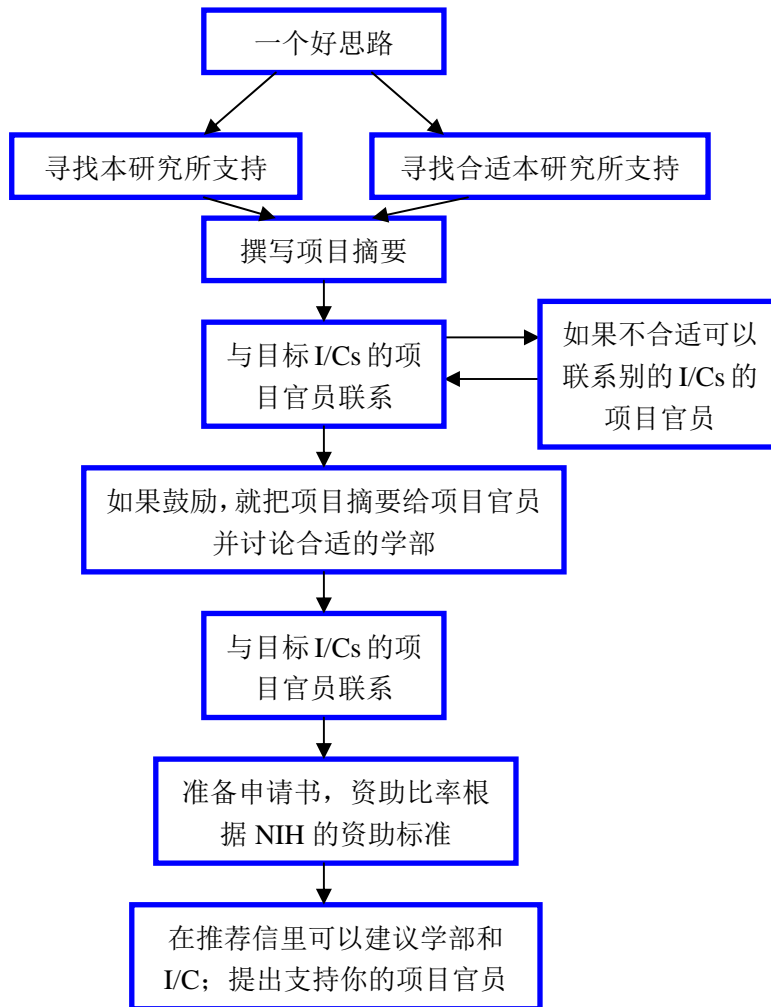 一个好思路
寻找本研究所支持
寻找合适本研究所支持
撰写项目摘要
与目标 I/Cs 的项
目官员联系
如果不合适可以
联系别的 I/Cs 的
项目官员
如果鼓励，就把项目摘要给项目官员
并讨论合适的学部
与目标 I/Cs 的项
目官员联系
准备申请书，资助比率根
据 NIH 的资助标准
在推荐信里可以建议学部和
I/C；提出支持你的项目官员